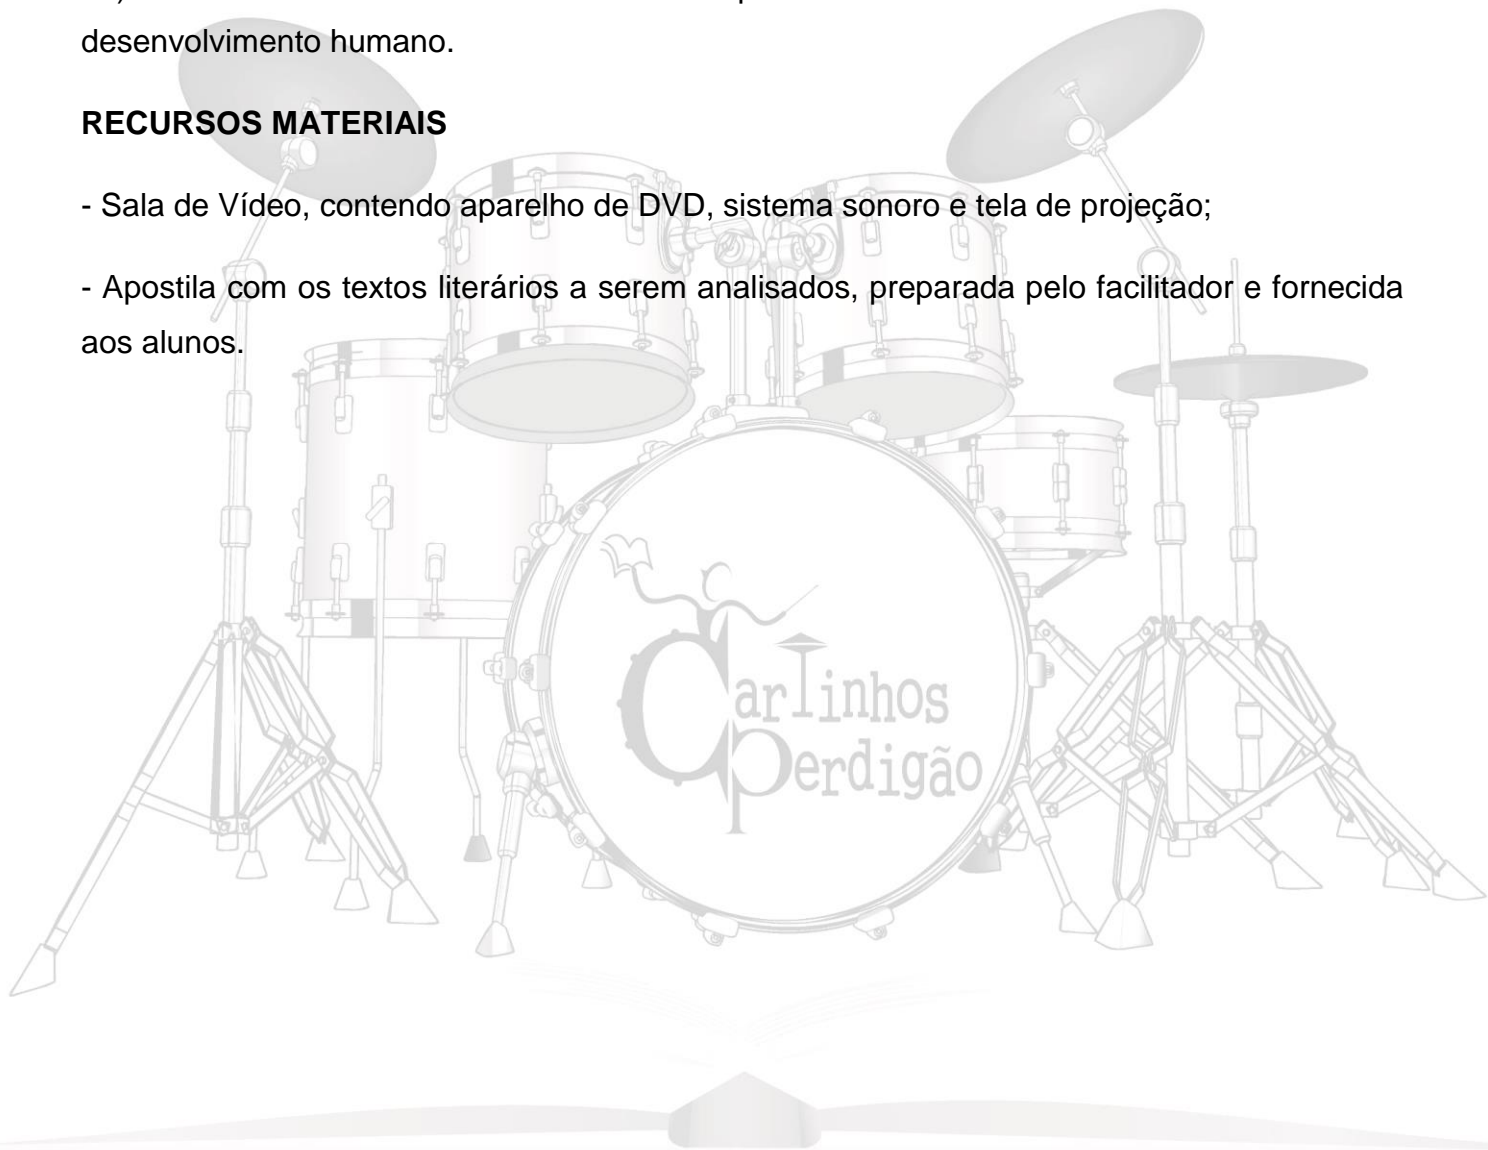 desenvolvimento humano.
RECURSOS MATERIAIS
- Sala de Vídeo, contendo aparelho de DVD, sistema sonoro e tela de projeção;
- Apostila com os textos literários a serem analisados, preparada pelo facilitador e fornecida
aos alunos.
Carlinhos
Perdigão